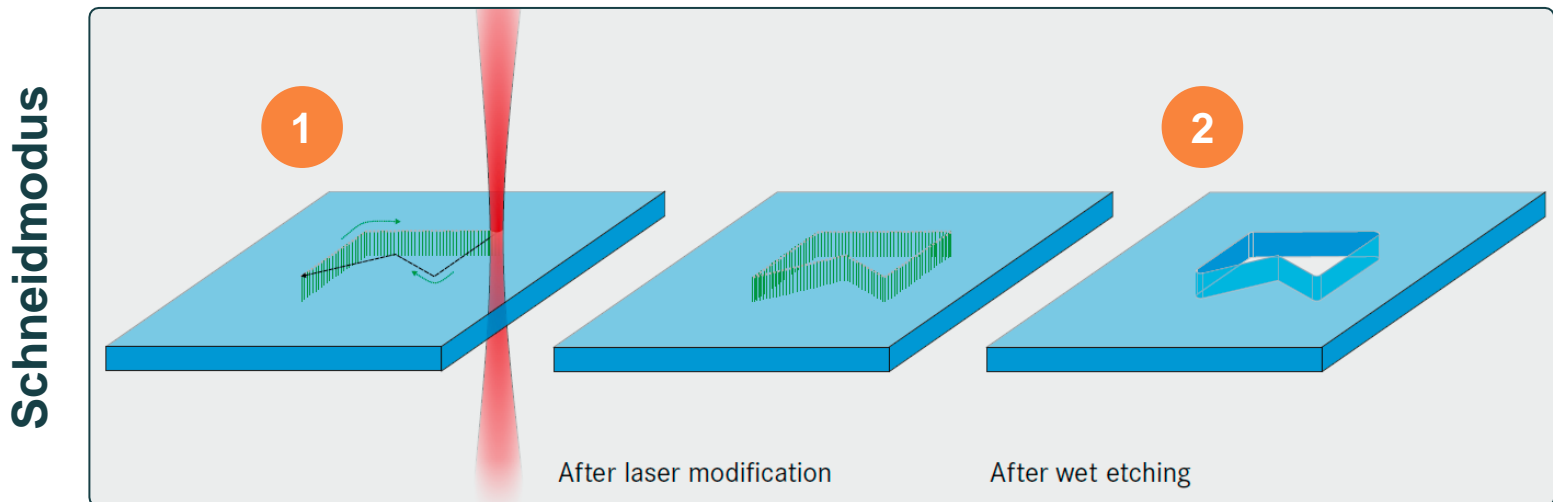 Schneidmodus
1
2
After laser modification
After wet etching